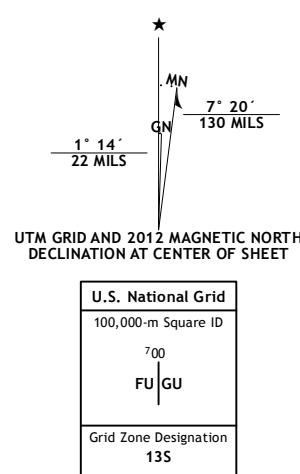 ★
MN
7° 20´
130 MILS
GN
1° 14´
22 MILS
UTM GRID AND 2012 MAGNETIC NORTH
DECLINATION AT CENTER OF SHEET
U.S. National Grid
100,000-m Square ID
⁷00
FU GU
Grid Zone Designation
13S